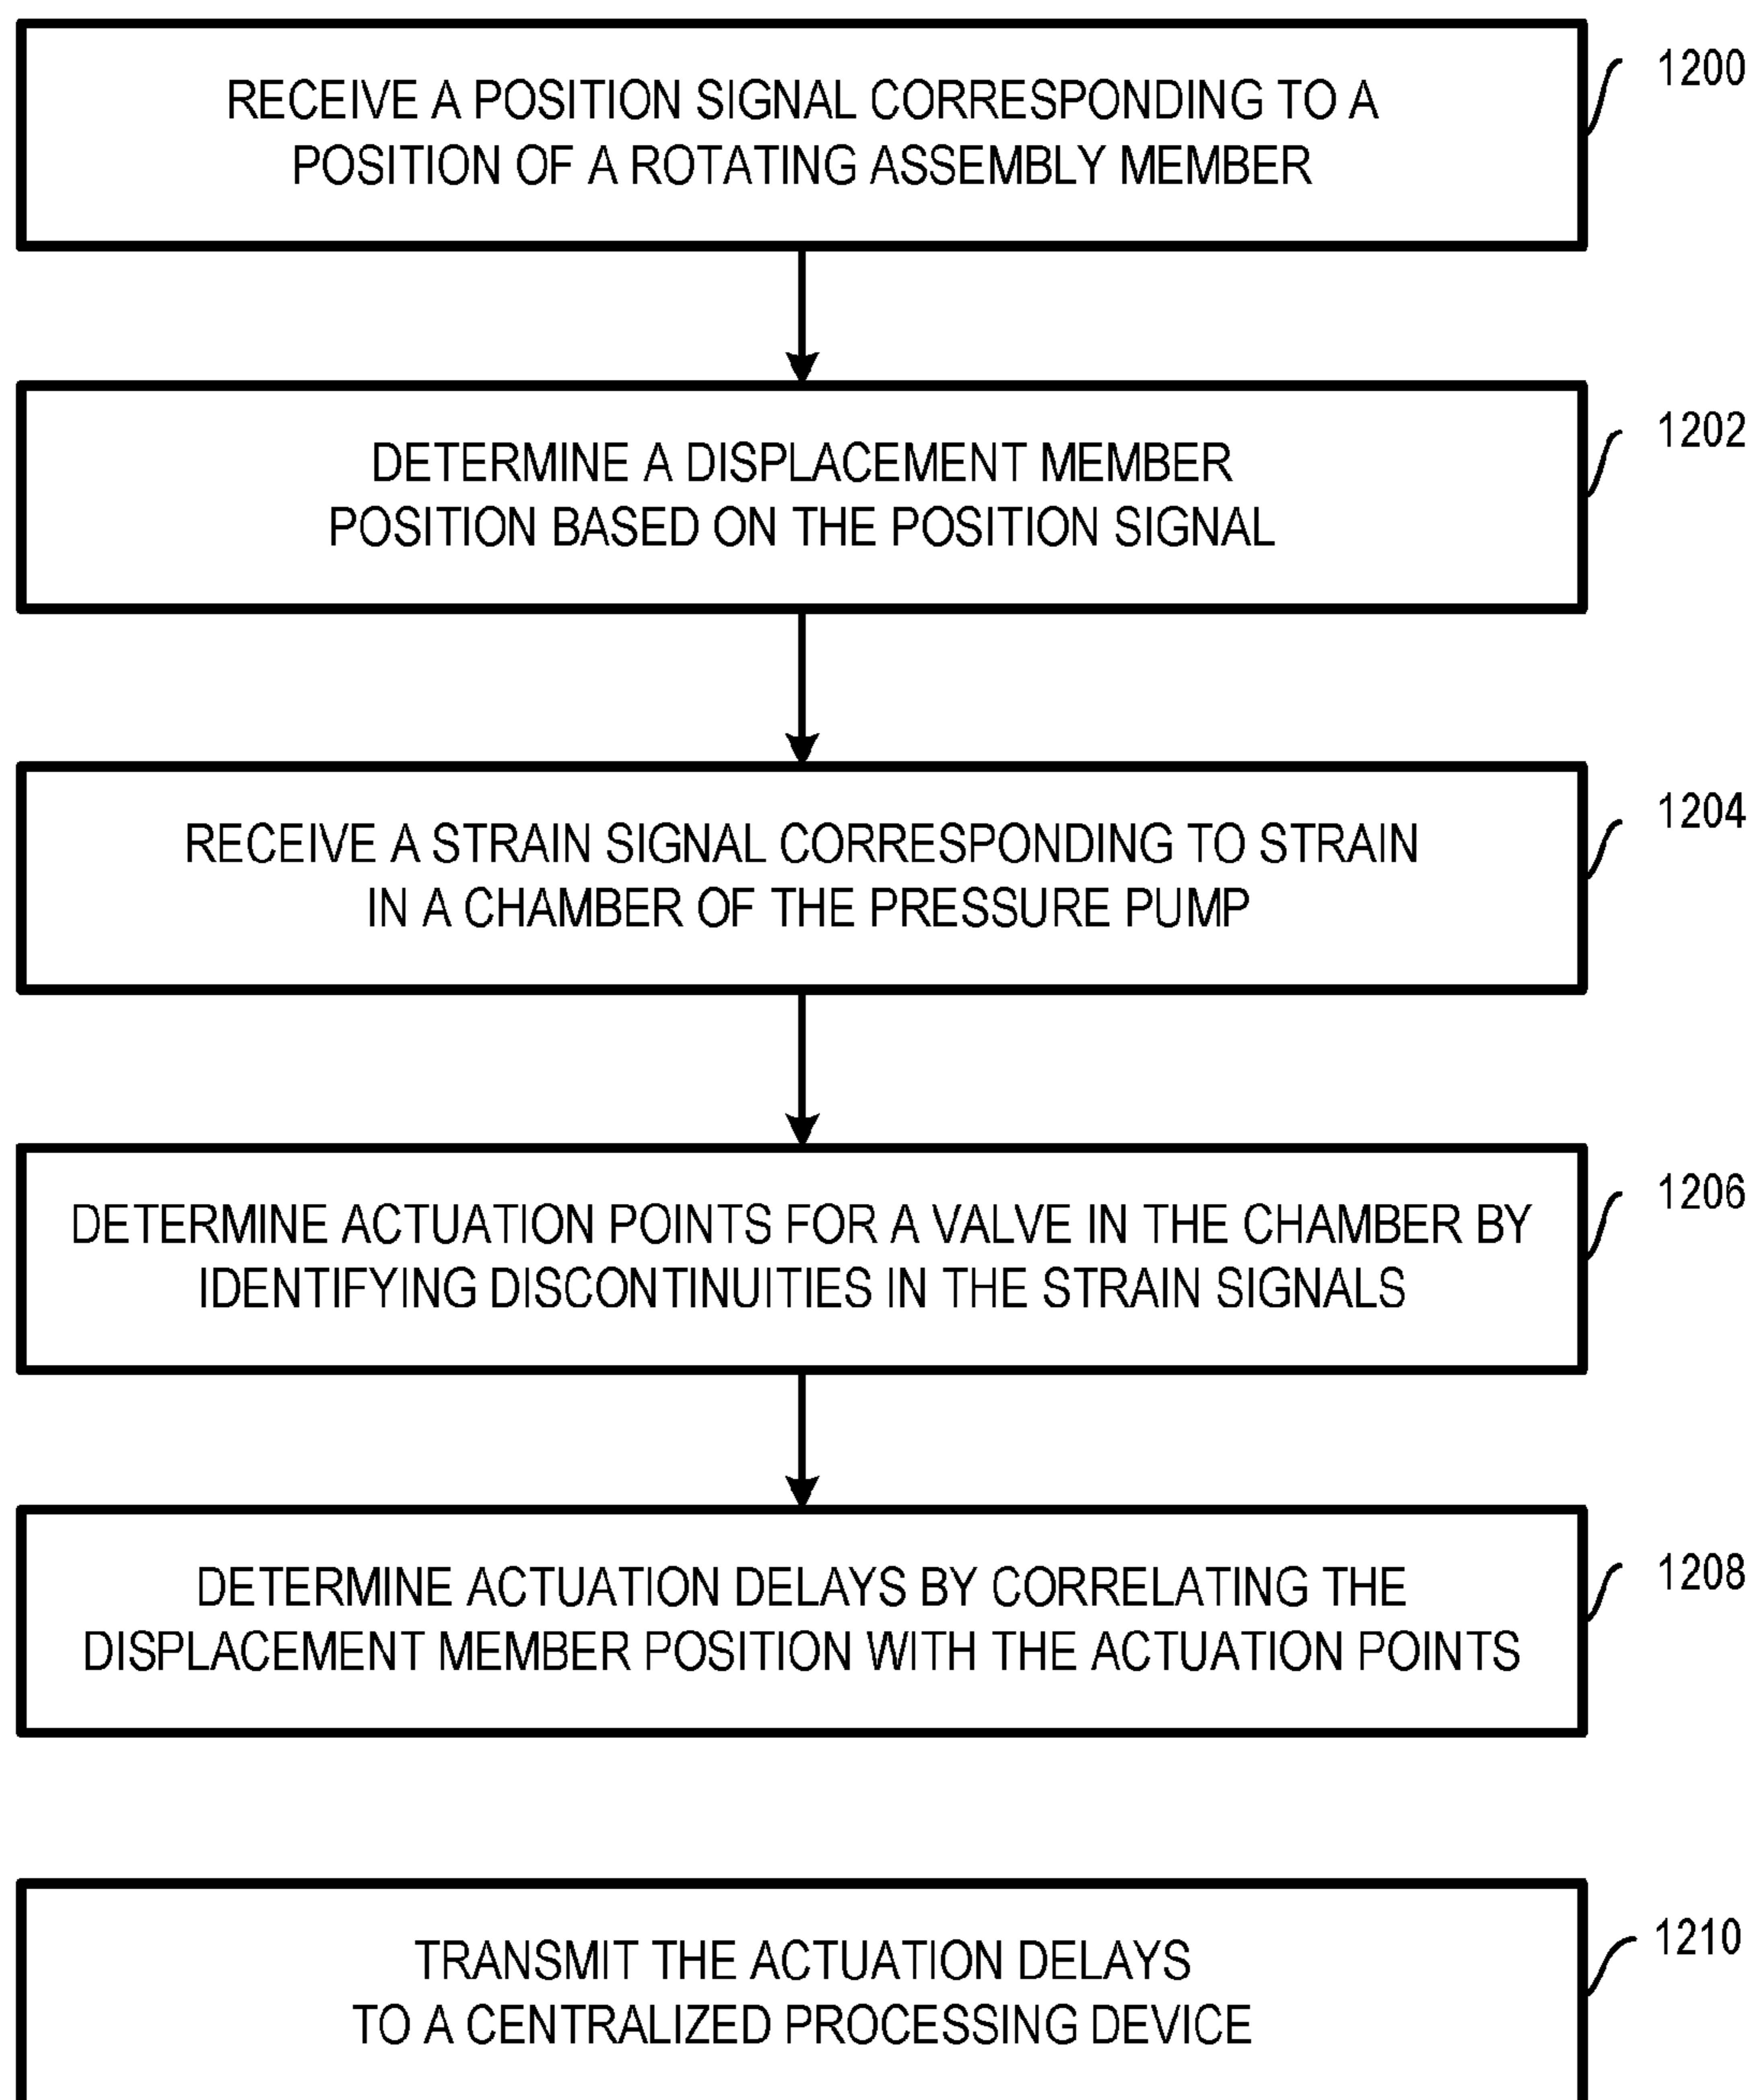 RECEIVE A POSITION SIGNAL CORRESPONDING TO A
POSITION OF A ROTATING ASSEMBLY MEMBER
1200
DETERMINE A DISPLACEMENT MEMBER
POSITION BASED ON THE POSITION SIGNAL
1202
RECEIVE A STRAIN SIGNAL CORRESPONDING TO STRAIN
IN A CHAMBER OF THE PRESSURE PUMP
1204
DETERMINE ACTUATION POINTS FOR A VALVE IN THE CHAMBER BY
IDENTIFYING DISCONTINUITIES IN THE STRAIN SIGNALS
1206
DETERMINE ACTUATION DELAYS BY CORRELATING THE
DISPLACEMENT MEMBER POSITION WITH THE ACTUATION POINTS
1208
TRANSMIT THE ACTUATION DELAYS
TO A CENTRALIZED PROCESSING DEVICE
1210